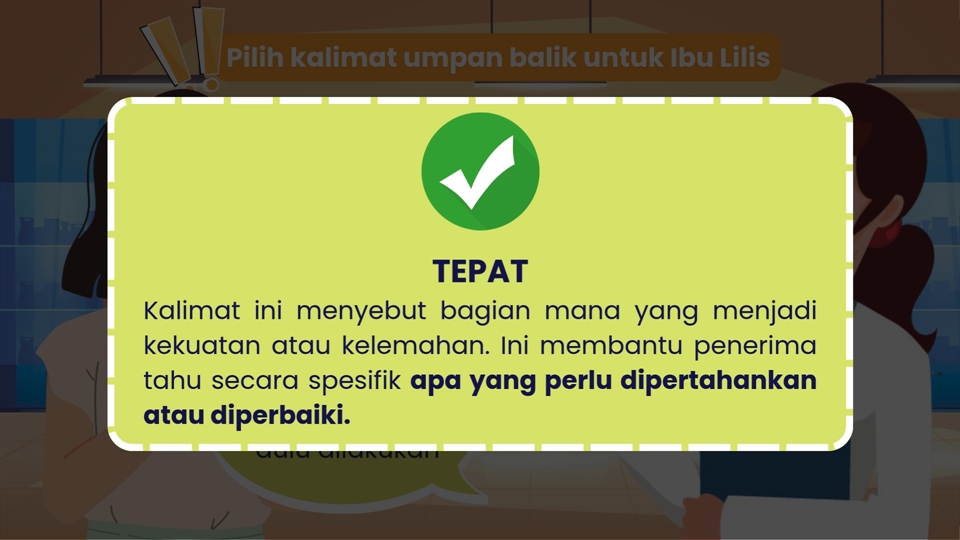 Pilih kalimat umpan balik untuk Ibu Lilis
TEPAT
Kalimat ini menyebut bagian mana yang menjadi
kekuatan atau kelemahan. Ini membantu penerima
tahu secara spesifik apa yang perlu dipertahankan
atau diperbaiki.
dilakukan